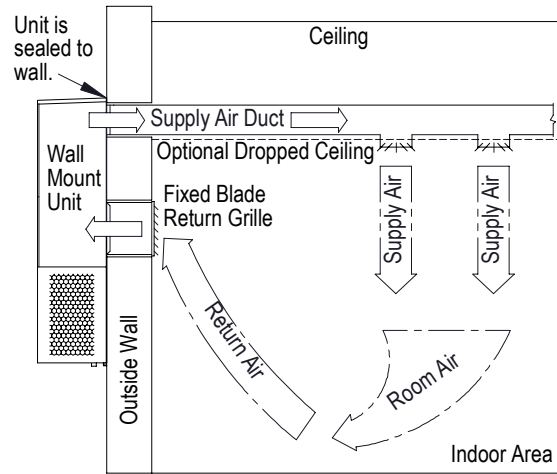 Unit is
sealed to
wall.
Ceiling
Supply Air Duct
Optional Dropped Ceiling
Wall
Mount
Unit
Fixed Blade
Return Grille
Supply Air
Supply Air
Return Air
Room Air
Outside Wall
Indoor Area